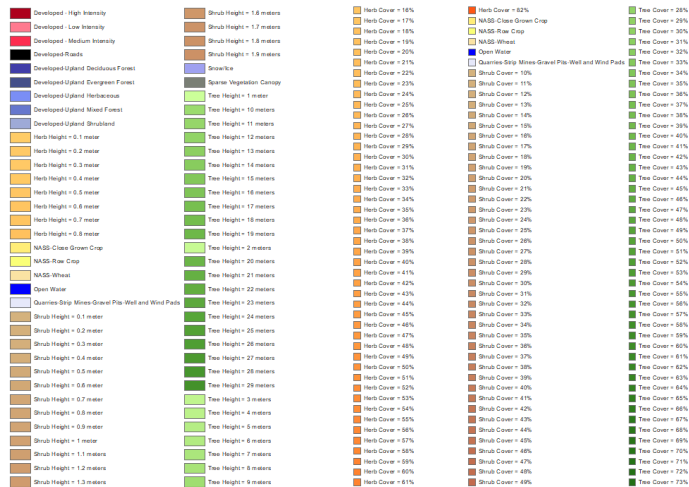 Developed - High Intensity
Developed - Low Intensity
Developed - Medium Intensity
Developed-Roads
Developed-Upland Deciduous Forest
Developed-Upland Evergreen Forest
Developed-Upland Herbaceous
Developed-Upland Mixed Forest
Developed-Upland Shrubland
Herb Height = 0.1 meter
Herb Height = 0.2 meter
Herb Height = 0.3 meter
Herb Height = 0.4 meter
Herb Height = 0.5 meter
Herb Height = 0.6 meter
Herb Height = 0.7 meter
Herb Height = 0.8 meter
NASS-Close Grown Crop
NASS-Row Crop
NASS-Wheat
Open Water
Quarries-Strip Mines-Gravel Pits-Well and Wind Pads
Shrub Height = 0.1 meter
Shrub Height = 0.2 meter
Shrub Height = 0.3 meter
Shrub Height = 0.4 meter
Shrub Height = 0.5 meter
Shrub Height = 0.6 meter
Shrub Height = 0.7 meter
Shrub Height = 0.8 meter
Shrub Height = 0.9 meter
Shrub Height = 1 meter
Shrub Height = 1.1 meters
Shrub Height = 1.2 meters
Shrub Height = 1.3 meters
Shrub Height = 1.6 meters
Shrub Height = 1.7 meters
Shrub Height = 1.8 meters
Shrub Height = 1.9 meters
Snow/Ice
Sparse Vegetation Canopy
Tree Height = 1 meter
Tree Height = 10 meters
Tree Height = 11 meters
Tree Height = 12 meters
Tree Height = 13 meters
Tree Height = 14 meters
Tree Height = 15 meters
Tree Height = 16 meters
Tree Height = 17 meters
Tree Height = 18 meters
Tree Height = 19 meters
Tree Height = 2 meters
Tree Height = 20 meters
Tree Height = 21 meters
Tree Height = 22 meters
Tree Height = 23 meters
Tree Height = 24 meters
Tree Height = 25 meters
Tree Height = 26 meters
Tree Height = 27 meters
Tree Height = 28 meters
Tree Height = 29 meters
Tree Height = 3 meters
Tree Height = 4 meters
Tree Height = 5 meters
Tree Height = 6 meters
Tree Height = 7 meters
Tree Height = 8 meters
Tree Height = 9 meters
Herb Cover = 16%
Herb Cover = 17%
Herb Cover = 18%
Herb Cover = 19%
Herb Cover = 20%
Herb Cover = 21%
Herb Cover = 22%
Herb Cover = 23%
Herb Cover = 24%
Herb Cover = 25%
Herb Cover = 26%
Herb Cover = 27%
Herb Cover = 28%
Herb Cover = 29%
Herb Cover = 30%
Herb Cover = 31%
Herb Cover = 32%
Herb Cover = 33%
Herb Cover = 34%
Herb Cover = 35%
Herb Cover = 36%
Herb Cover = 37%
Herb Cover = 38%
Herb Cover = 39%
Herb Cover = 40%
Herb Cover = 41%
Herb Cover = 42%
Herb Cover = 43%
Herb Cover = 44%
Herb Cover = 45%
Herb Cover = 46%
Herb Cover = 47%
Herb Cover = 48%
Herb Cover = 49%
Herb Cover = 50%
Herb Cover = 51%
Herb Cover = 52%
Herb Cover = 53%
Herb Cover = 54%
Herb Cover = 55%
Herb Cover = 56%
Herb Cover = 57%
Herb Cover = 58%
Herb Cover = 59%
Herb Cover = 60%
Herb Cover = 61%
Herb Cover = 62%
NASS-Close Grown Crop
NASS-Row Crop
NASS-Wheat
Open Water
Quarries-Strip Mines-Gravel Pits-Well and Wind Pads
Shrub Cover = 10%
Shrub Cover = 11%
Shrub Cover = 12%
Shrub Cover = 13%
Shrub Cover = 14%
Shrub Cover = 15%
Shrub Cover = 16%
Shrub Cover = 17%
Shrub Cover = 18%
Shrub Cover = 19%
Shrub Cover = 20%
Shrub Cover = 21%
Shrub Cover = 22%
Shrub Cover = 23%
Shrub Cover = 24%
Shrub Cover = 25%
Shrub Cover = 26%
Shrub Cover = 27%
Shrub Cover = 28%
Shrub Cover = 29%
Shrub Cover = 30%
Shrub Cover = 31%
Shrub Cover = 32%
Shrub Cover = 33%
Shrub Cover = 34%
Shrub Cover = 35%
Shrub Cover = 36%
Shrub Cover = 37%
Shrub Cover = 38%
Shrub Cover = 39%
Shrub Cover = 40%
Shrub Cover = 41%
Shrub Cover = 42%
Shrub Cover = 43%
Shrub Cover = 44%
Shrub Cover = 45%
Shrub Cover = 46%
Shrub Cover = 47%
Shrub Cover = 48%
Shrub Cover = 49%
Tree Cover = 28%
Tree Cover = 29%
Tree Cover = 30%
Tree Cover = 31%
Tree Cover = 32%
Tree Cover = 33%
Tree Cover = 34%
Tree Cover = 35%
Tree Cover = 36%
Tree Cover = 37%
Tree Cover = 38%
Tree Cover = 39%
Tree Cover = 40%
Tree Cover = 41%
Tree Cover = 42%
Tree Cover = 43%
Tree Cover = 44%
Tree Cover = 45%
Tree Cover = 46%
Tree Cover = 47%
Tree Cover = 48%
Tree Cover = 49%
Tree Cover = 50%
Tree Cover = 51%
Tree Cover = 52%
Tree Cover = 53%
Tree Cover = 54%
Tree Cover = 55%
Tree Cover = 56%
Tree Cover = 57%
Tree Cover = 58%
Tree Cover = 59%
Tree Cover = 60%
Tree Cover = 61%
Tree Cover = 62%
Tree Cover = 63%
Tree Cover = 64%
Tree Cover = 65%
Tree Cover = 66%
Tree Cover = 67%
Tree Cover = 68%
Tree Cover = 69%
Tree Cover = 70%
Tree Cover = 71%
Tree Cover = 72%
Tree Cover = 73%